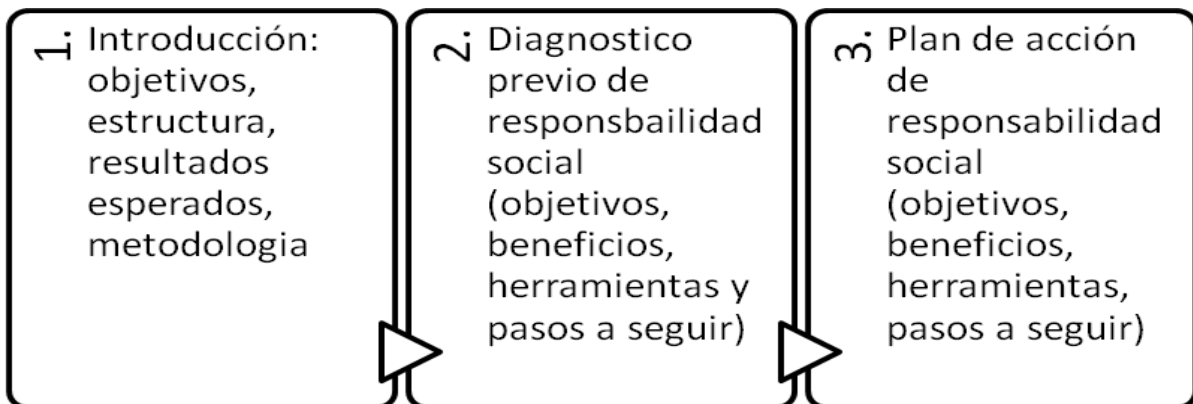 1. Introducción:
objetivos,
estructura,
resultados
esperados,
metodologia
2. Diagnostico
previo de
responsbailidad
social
(objetivos,
beneficios,
herramientas y
pasos a seguir)
3. Plan de acción
de
responsabilidad
social
(objetivos,
beneficios,
herramientas,
pasos a seguir)